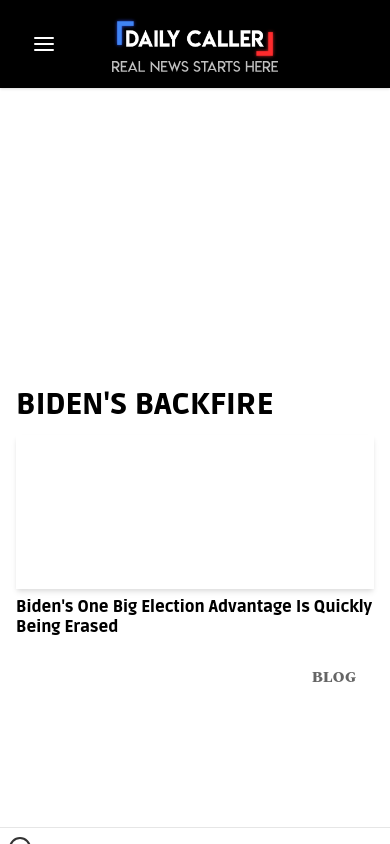 DAILY CALLER
REAL NEWS STARTS HERE
BIDEN'S BACKFIRE
Biden's One Big Election Advantage Is Quickly
Being Erased
BLOG